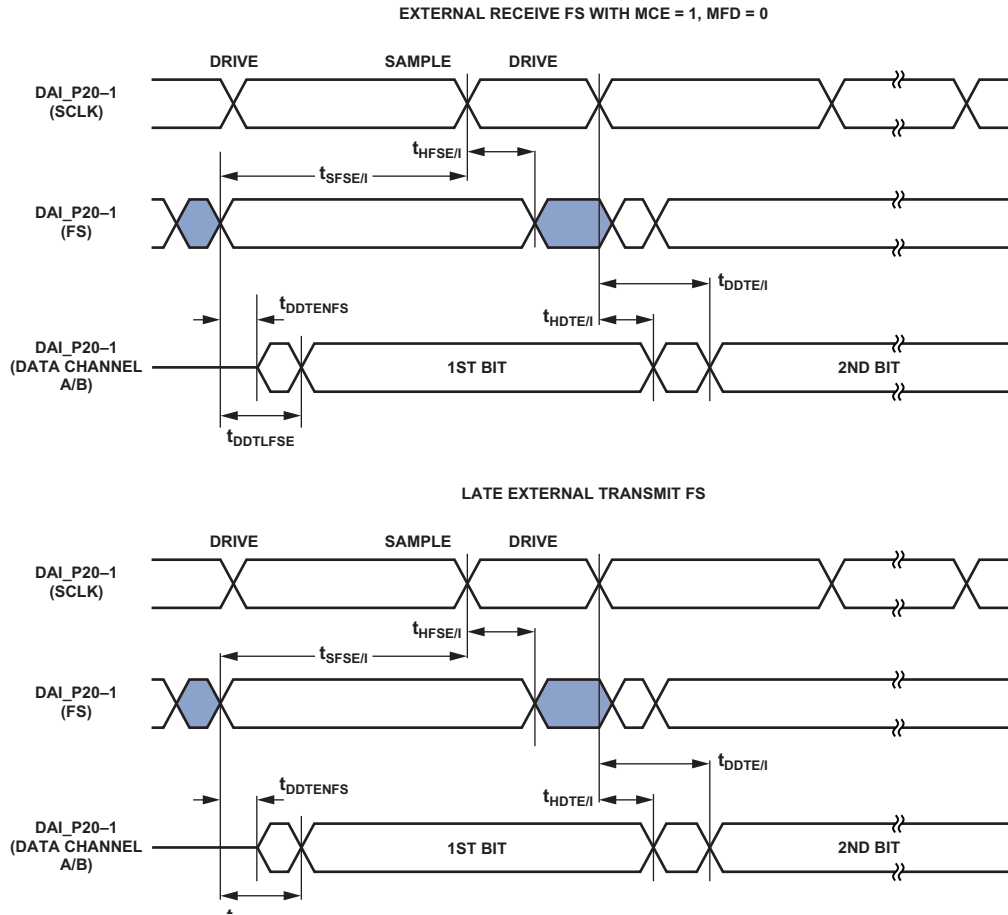 EXTERNAL RECEIVE FS WITH MCE = 1, MFD = 0
DRIVE SAMPLE DRIVE
DAI_P20–1
(SCLK)
tHFSE/I
tSFSE/I
DAI_P20–1
(FS)
tDDTE/I
tDDTENFS
tHDTE/I
DAI_P20–1
(DATA CHANNEL
A/B)
1ST BIT 2ND BIT
tDDTLFSE
LATE EXTERNAL TRANSMIT FS
DRIVE SAMPLE DRIVE
DAI_P20–1
(SCLK)
tHFSE/I
tSFSE/I
DAI_P20–1
(FS)
tDDTE/I
tDDTENFS
tHDTE/I
DAI_P20–1
(DATA CHANNEL
A/B)
1ST BIT 2ND BIT